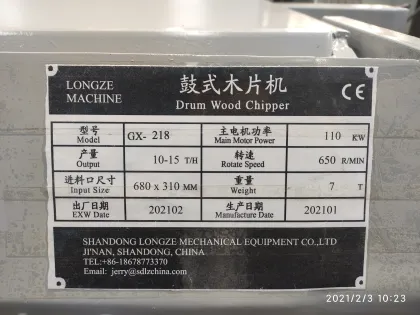 LONGZE
MACHINE
鼓式木片机
Drum Wood Chipper
CE
型号 Model GX- 218 主电机功率 Main Motor Power 110 KW
产量 Output 10-15 T/H 转速 Rotate Speed 650 R/MIN
进料口尺寸 Input Size 680 x 310 MM 重量 Weight 7 T
出厂日期 EXW Date 202102 生产日期 Manufacture Date 202101
SHANDONG LONGZE MECHANICAL EQUIPMENT CO.,LTD
JI'NAN, SHANDONG, CHINA
TEL:+86-18678773370
Email: jerry@sdlzchina.com
2021/2/3 10:23